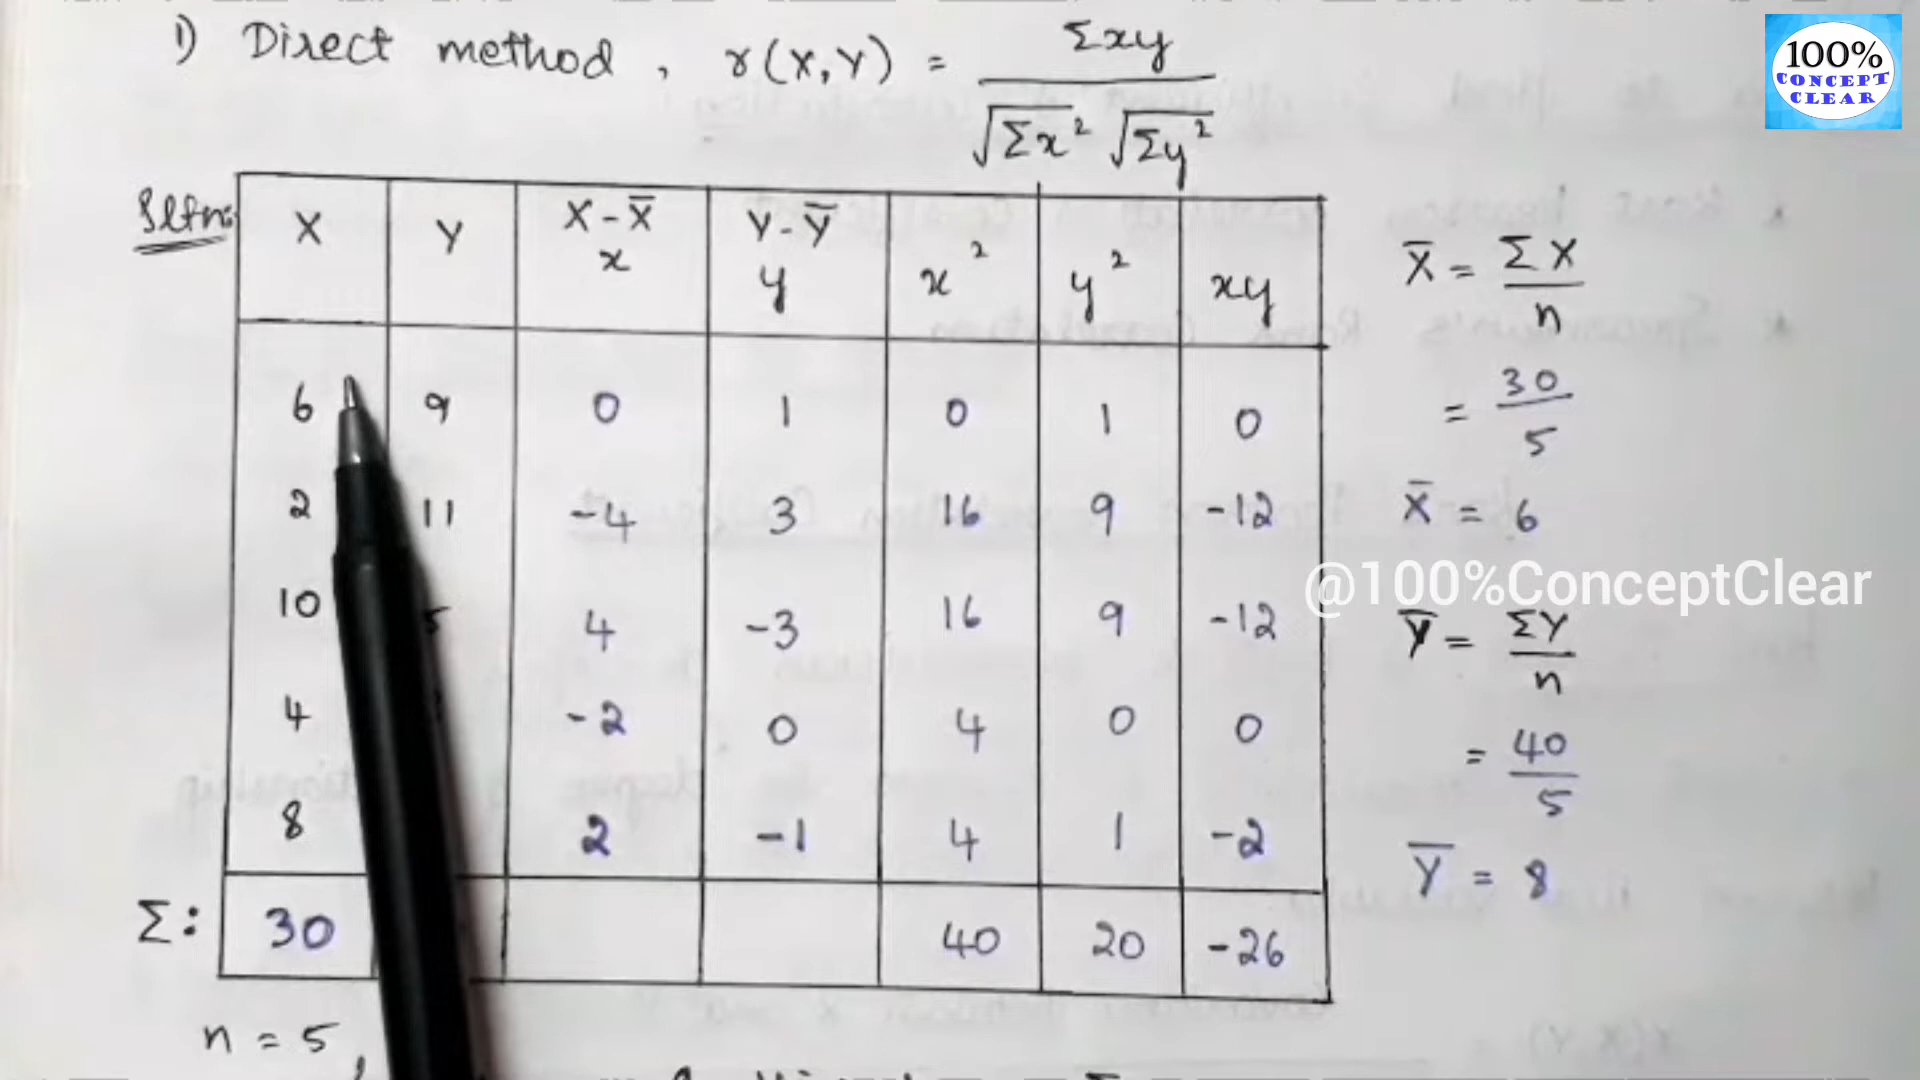 1) Direct method, r(X,Y) = Σxy / √Σx² √Σy²
100% CONCEPT CLEAR
Sltn:
X Y X-X̄ x Y-Ȳ y x² y² xy
6 9 0 1 0 1 0
2 11 -4 3 16 9 -12
10 5 4 -3 16 9 -12
4 -2 0 4 0 0
8 2 -1 4 1 -2
Σ: 30 40 20 -26
X̄ = ΣX / n
= 30 / 5
X̄ = 6
@100%ConceptClear
Ȳ = ΣY / n
= 40 / 5
Ȳ = 8
n = 5,